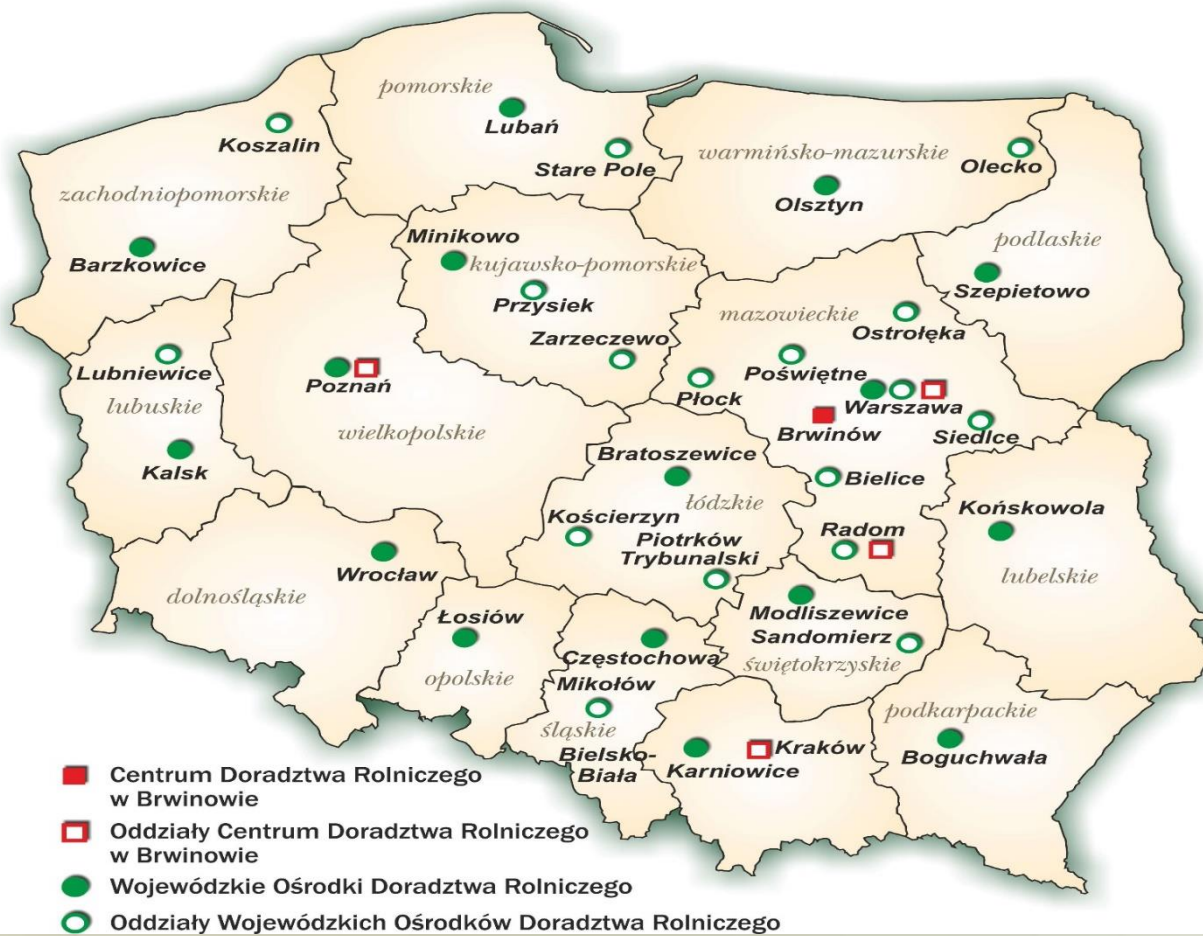 pomorskie
Lubań
Koszalin
Stare Pole
warmińsko-mazurskie
Olecko
zachodniopomorskie
Olsztyn
Barzkowice
Minikowo
kujawsko-pomorskie
Przysiek
podlaskie
Szepietowo
mazowieckie
Ostrołęka
Zarzeczewo
Lubniewice
lubuskie
Poznań
wielkopolskie
Płock
Poświętne
Warszawa
Brwinów
Siedlce
Kalsk
Bratoszewice
łódzkie
Bielice
Kościerzyn
Piotrków
Trybunalski
Radom
Końskowola
lubelskie
Wrocław
dolnośląskie
Łosiów
opolskie
Częstochowa
Mikołów
śląskie
Bielsko-
Biała
Modliszewice
Sandomierz
świętokrzyskie
Kraków
Karniowice
podkarpackie
Boguchwała
Centrum Doradztwa Rolniczego
w Brwinowie
Oddziały Centrum Doradztwa Rolniczego
w Brwinowie
Wojewódzkie Ośrodki Doradztwa Rolniczego
Oddziały Wojewódzkich Ośrodków Doradztwa Rolniczego